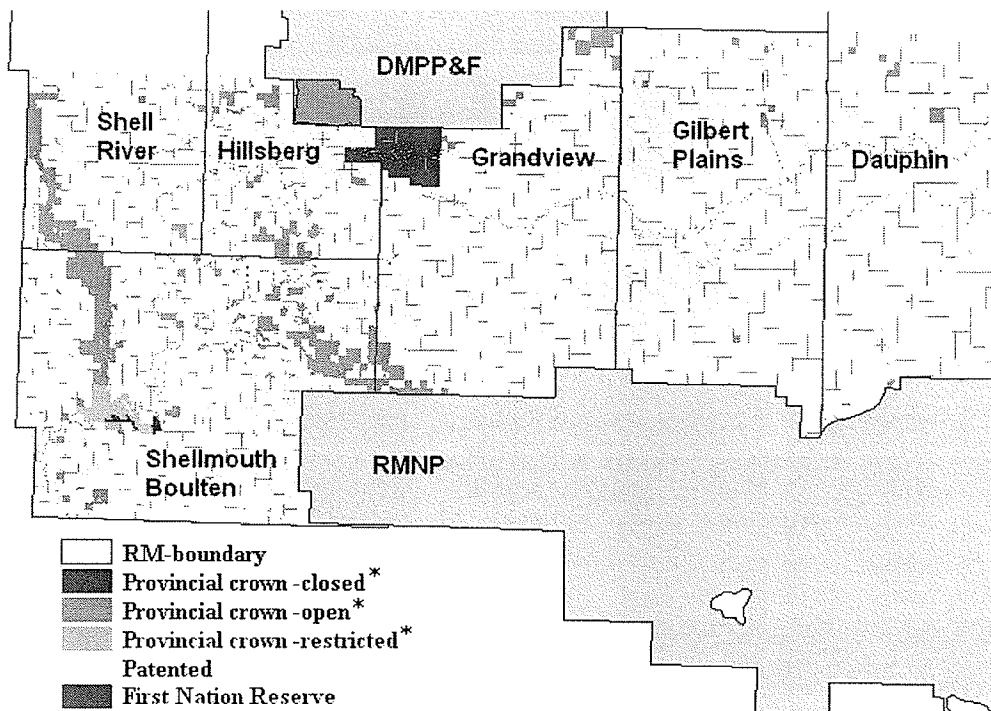 DMPP&F
Shell
River
Hillsberg
Grandview
Gilbert
Plains
Dauphin
Shellmouth
Boulten
RMNP
RM-boundary
Provincial crown -closed*
Provincial crown -open*
Provincial crown -restricted*
Patented
First Nation Reserve